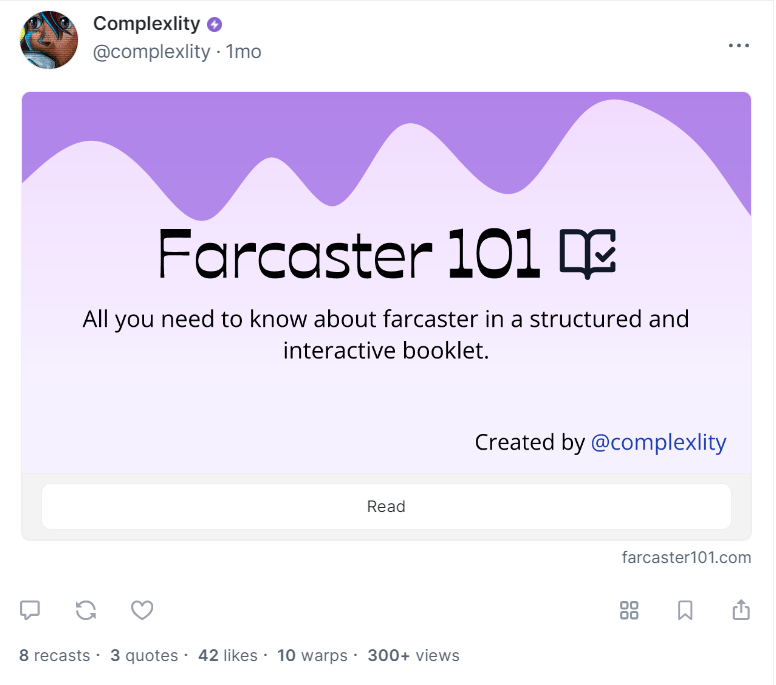 Complexlity
@complexlity · 1mo
Farcaster 101
All you need to know about farcaster in a structured and
interactive booklet.
Created by @complexlity
Read
farcaster101.com
8 recasts · 3 quotes · 42 likes · 10 warps · 300+ views